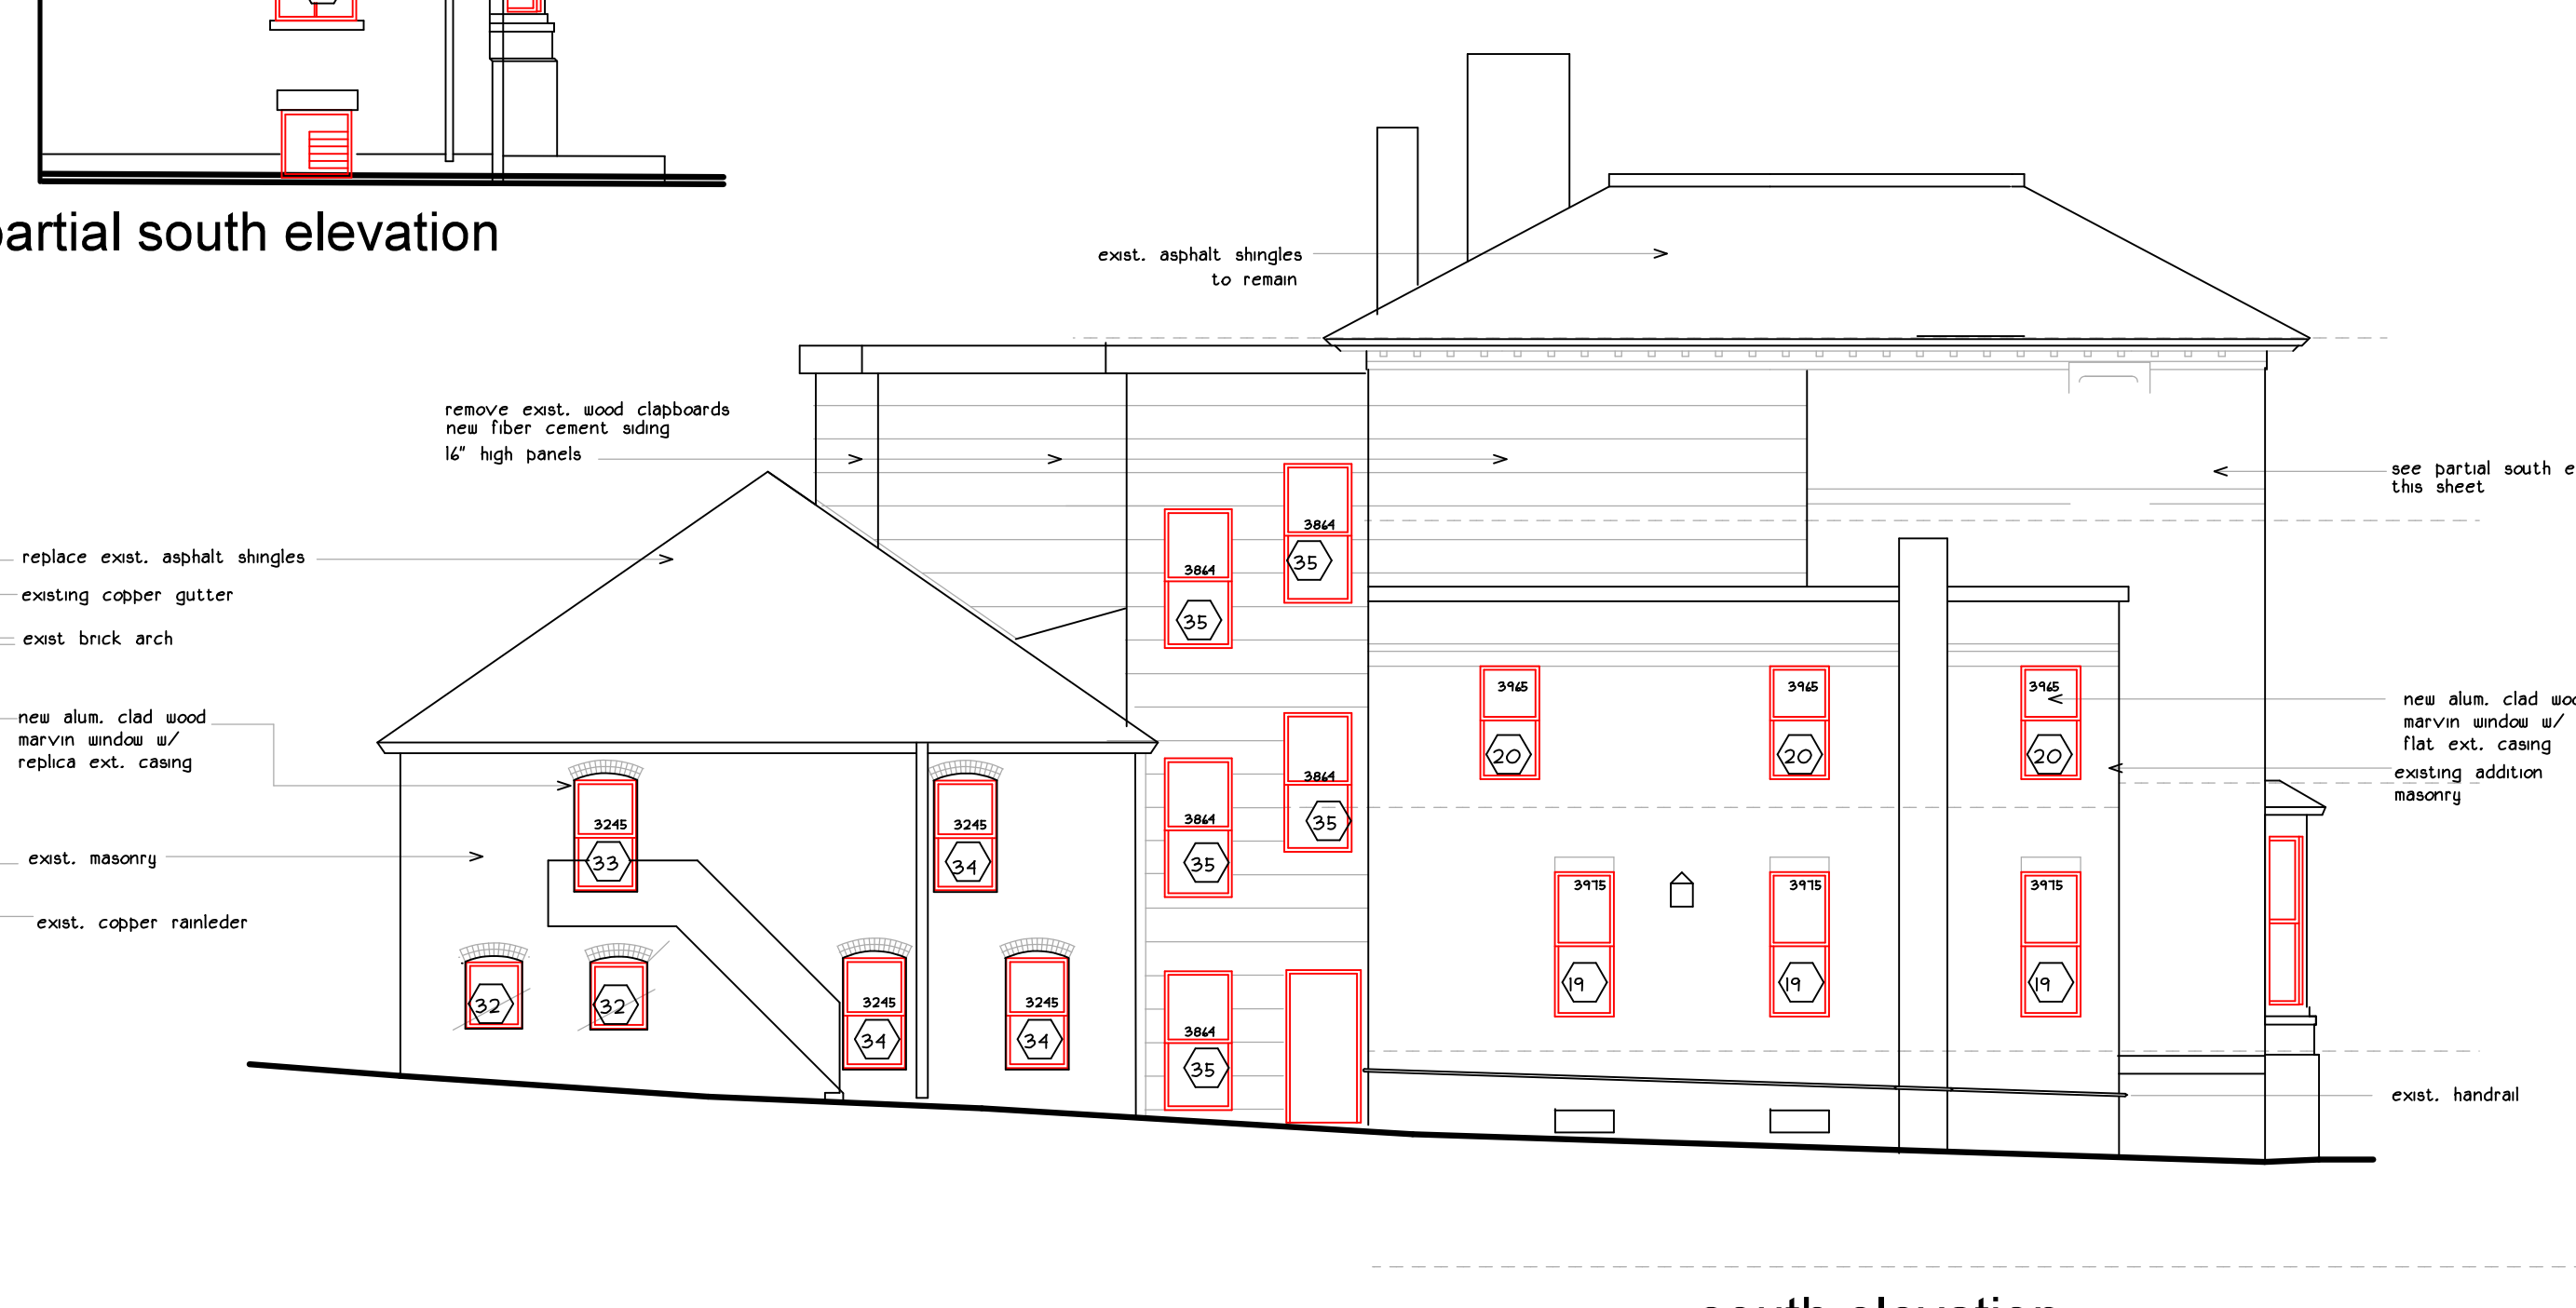 partial south elevation
exist. asphalt shingles
to remain
remove exist. wood clapboards
new fiber cement siding
16" high panels
see partial south e
this sheet
replace exist. asphalt shingles
existing copper gutter
exist brick arch
new alum. clad wood
marvin window w/
replica ext. casing
exist. masonry
exist. copper rainleder
3864
35
3864
35
3965
20
3965
20
3965
20
new alum. clad woo
marvin window w/
flat ext. casing
existing addition
masonry
3245
33
3245
34
3864
35
3864
35
3975
19
3975
19
3975
19
32
32
3245
34
3245
34
3864
35
exist. handrail
south elevation